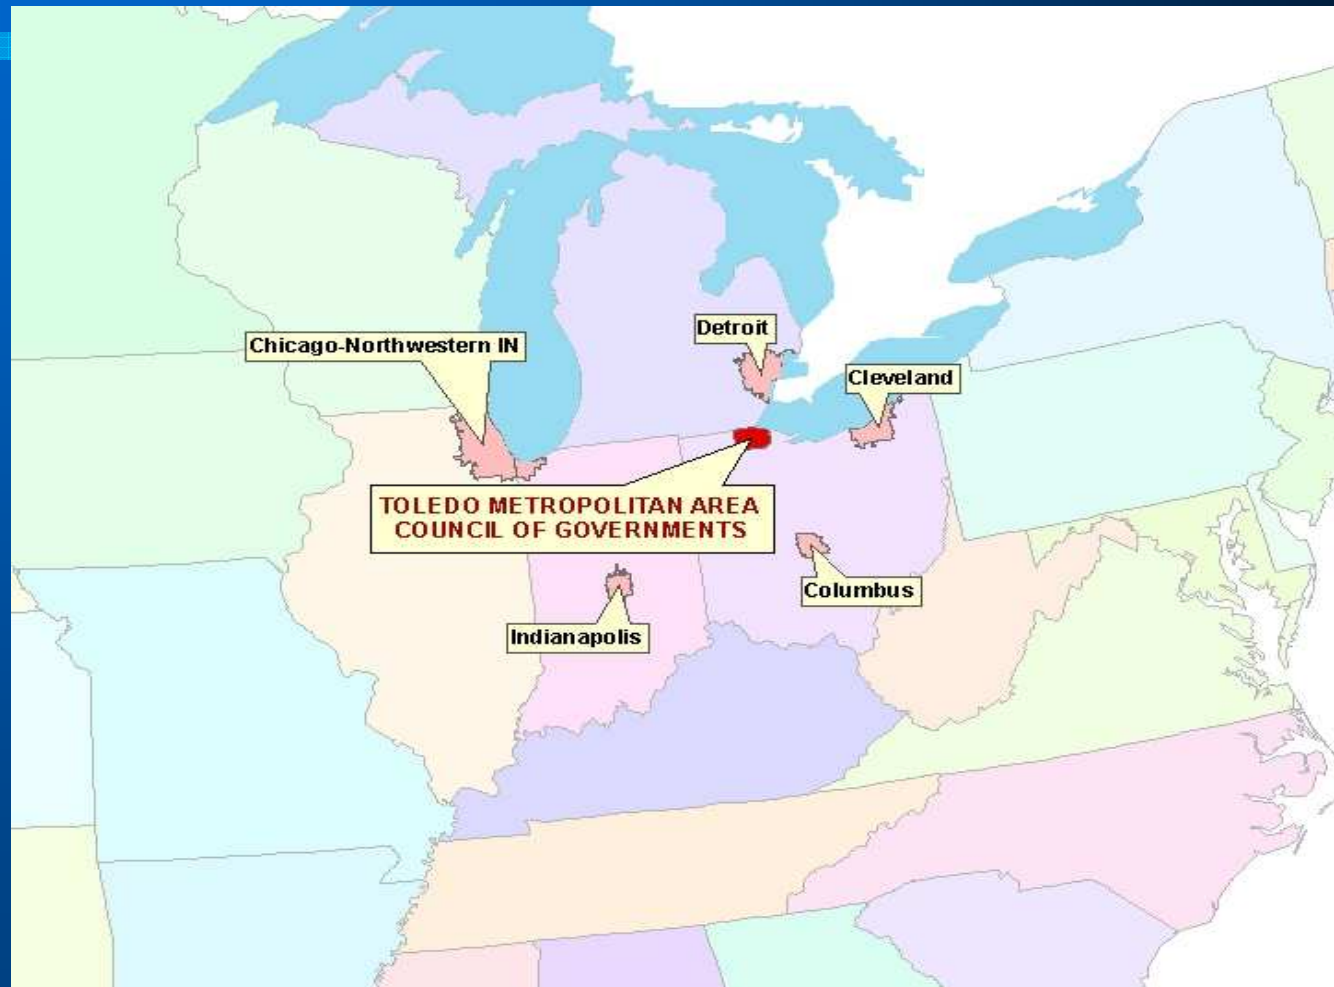 Detroit
Chicago-Northwestern IN
Cleveland
TOLEDO METROPOLITAN AREA
COUNCIL OF GOVERNMENTS
Columbus
Indianapolis